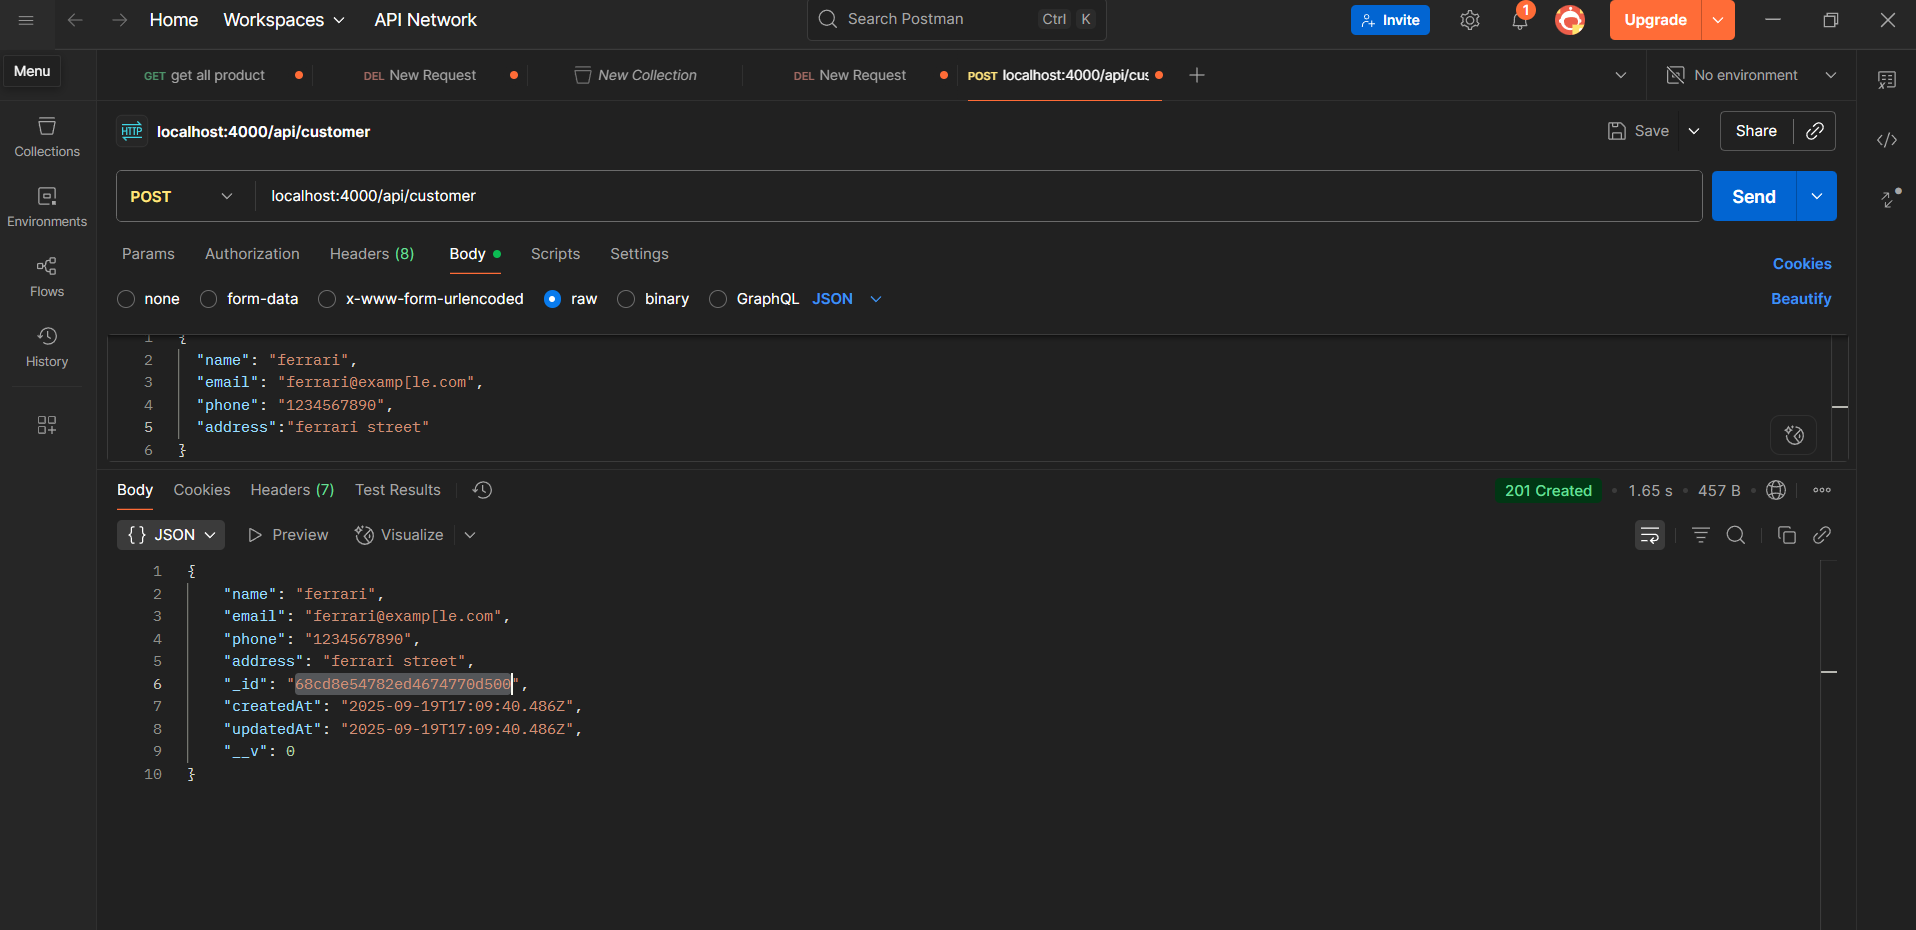 Home Workspaces API Network Search Postman Ctrl K Invite 1 Upgrade
Menu
GET get all product DEL New Request New Collection DEL New Request POST localhost:4000/api/cus No environment
HTTP localhost:4000/api/customer Save Share
Collections
POST localhost:4000/api/customer Send
Environments
Params Authorization Headers (8) Body Scripts Settings
Cookies
Flows
none form-data x-www-form-urlencoded raw binary GraphQL JSON Beautify
History
1 {
2 "name": "ferrari",
3 "email": "ferrari@examp[le.com",
4 "phone": "1234567890",
5 "address":"ferrari street"
6 }
Body Cookies Headers (7) Test Results 201 Created 1.65 s 457 B
{} JSON Preview Visualize
1 {
2 "name": "ferrari",
3 "email": "ferrari@examp[le.com",
4 "phone": "1234567890",
5 "address": "ferrari street",
6 "_id": "68cd8e54782ed4674770d500",
7 "createdAt": "2025-09-19T17:09:40.486Z",
8 "updatedAt": "2025-09-19T17:09:40.486Z",
9 "__v": 0
10 }